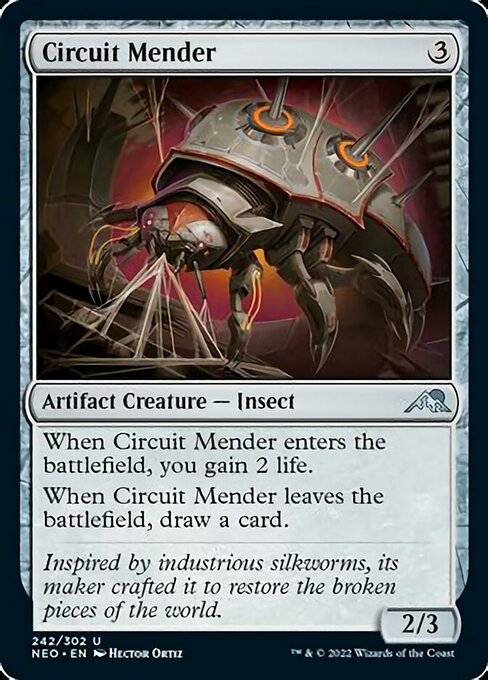 Circuit Mender 3
Artifact Creature — Insect
When Circuit Mender enters the
battlefield, you gain 2 life.
When Circuit Mender leaves the
battlefield, draw a card.
Inspired by industrious silkworms, its
maker crafted it to restore the broken
pieces of the world.
2/3
242/302 U
NEO • EN Hector Ortiz
™ & © 2022 Wizards of the Coast